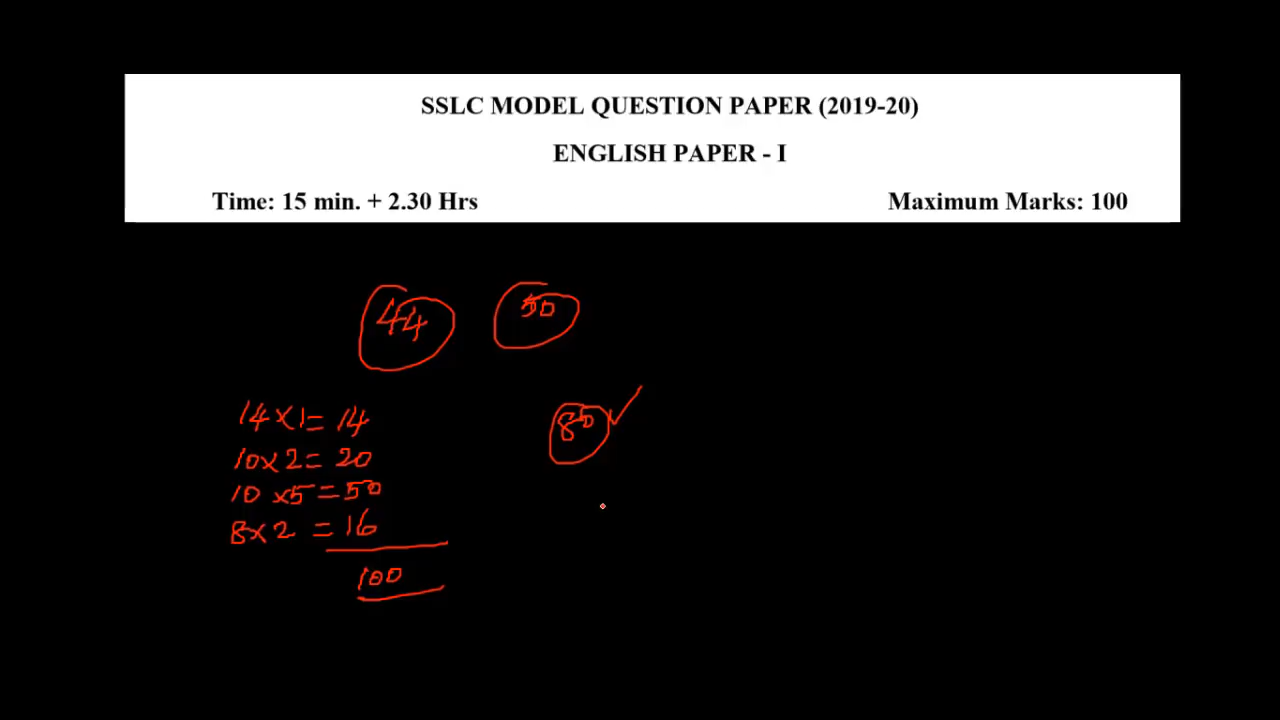 SSLC MODEL QUESTION PAPER (2019-20)
ENGLISH PAPER - I
Time: 15 min. + 2.30 Hrs Maximum Marks: 100
44 50
14 x 1 = 14
80
10 x 2 = 20
10 x 5 = 50
8 x 2 = 16
100